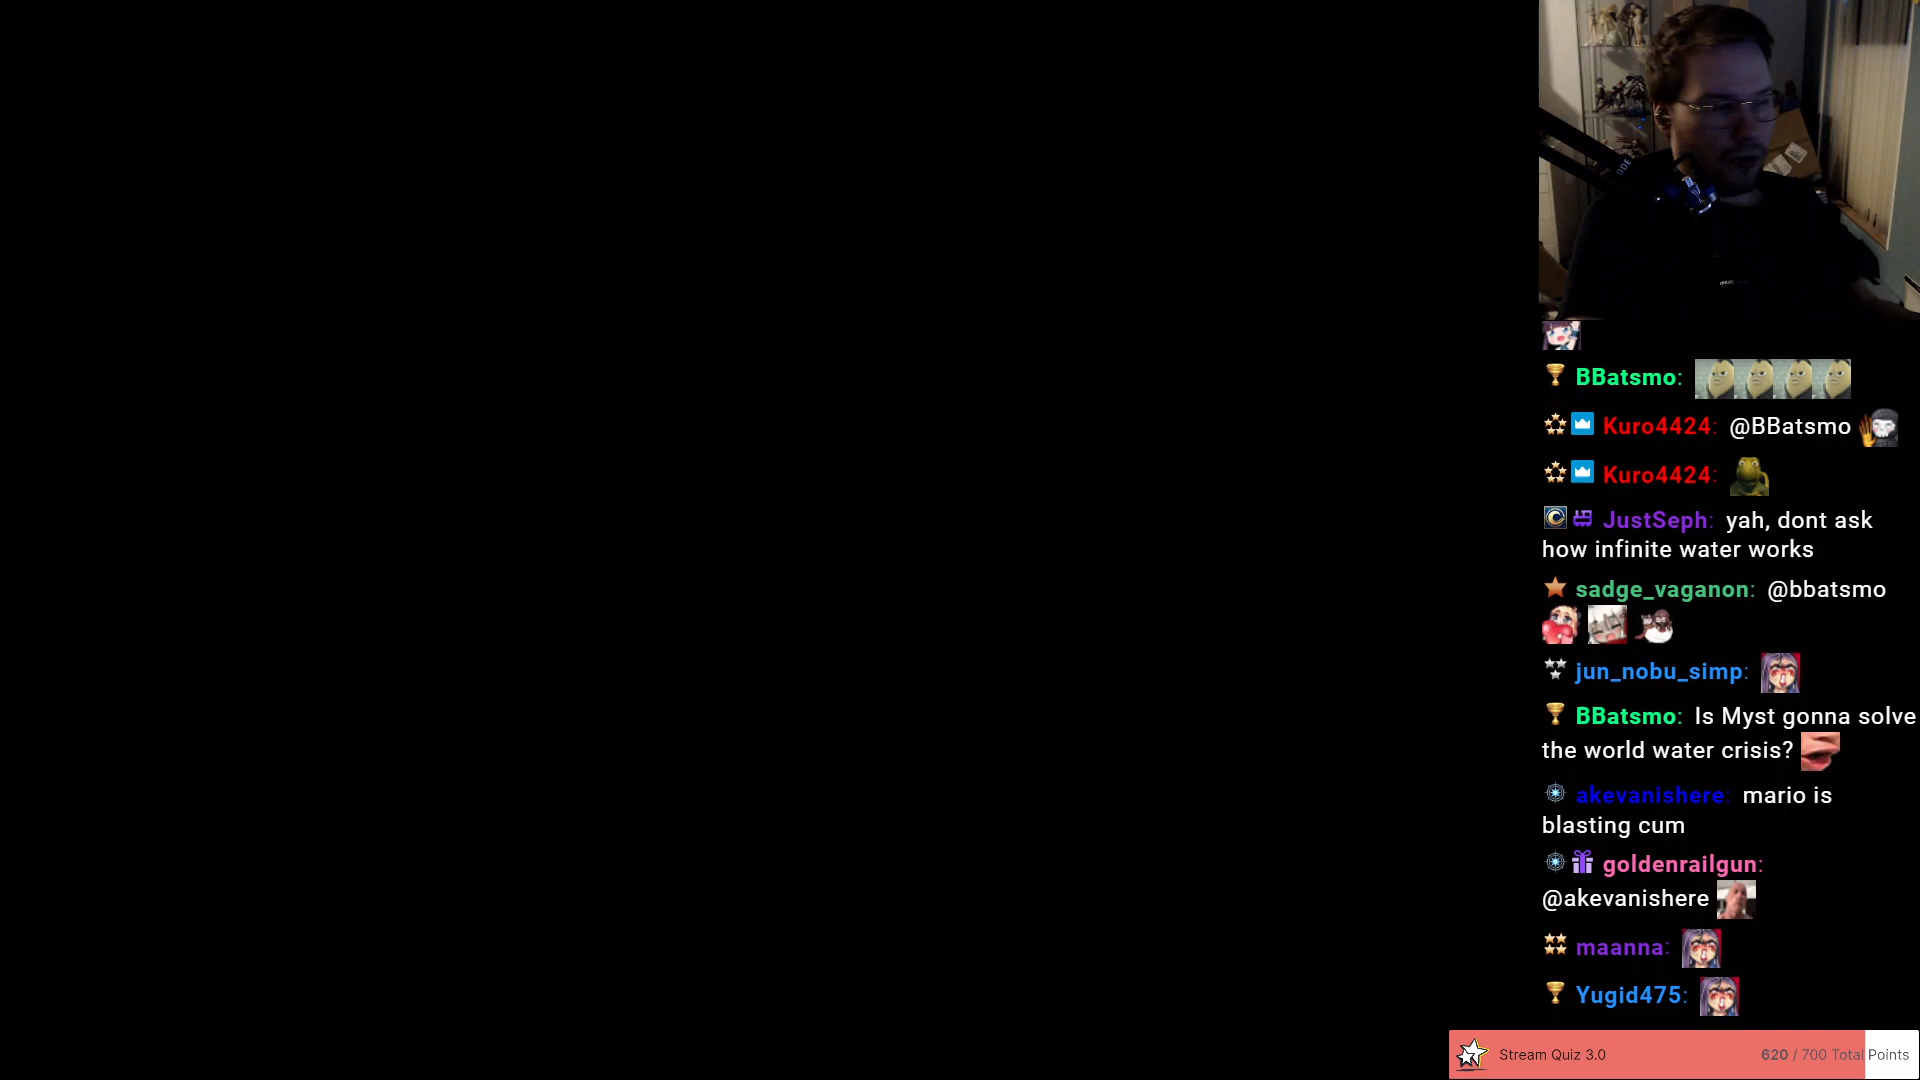 BBatsmo:
Kuro4424: @BBatsmo
Kuro4424:
JustSeph: yah, dont ask
how infinite water works
sadge_vaganon: @bbatsmo
jun_nobu_simp:
BBatsmo: Is Myst gonna solve
the world water crisis?
akevanishere: mario is
blasting cum
goldenrailgun:
@akevanishere
maanna:
Yugid475:
Stream Quiz 3.0 620 / 700 Total Points